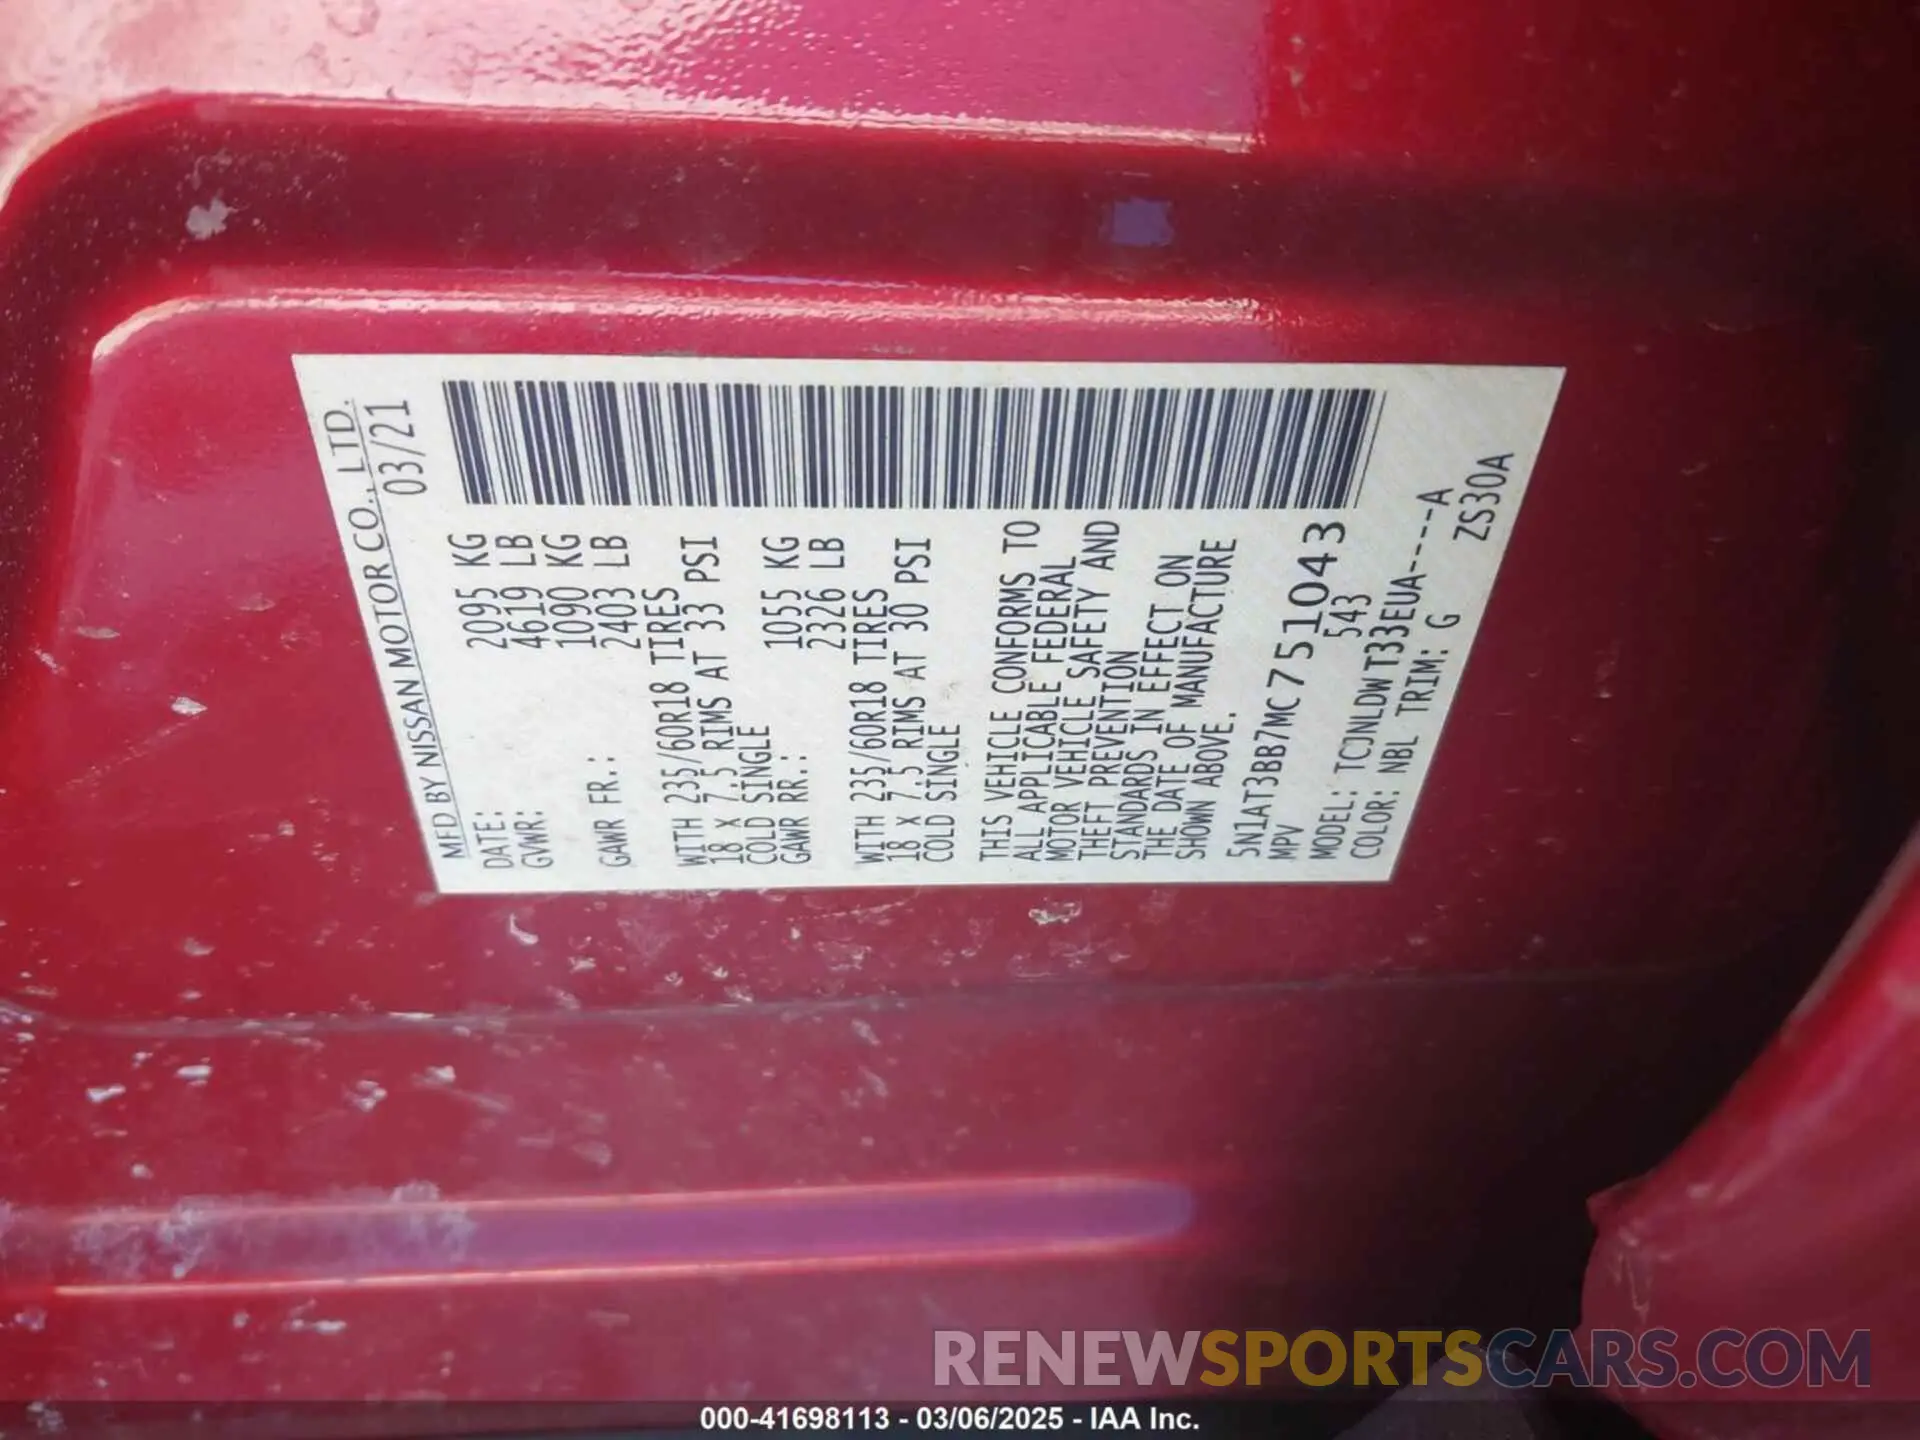 MFD BY NISSAN MOTOR CO., LTD.
DATE: 03/21
GVWR: 2095 KG
4619 LB
GAWR FR.: 1090 KG
2403 LB
WITH 235/60R18 TIRES
18 x 7.5 RIMS AT 33 PSI
COLD SINGLE
GAWR RR.: 1055 KG
2326 LB
WITH 235/60R18 TIRES
18 x 7.5 RIMS AT 30 PSI
COLD SINGLE
THIS VEHICLE CONFORMS TO
ALL APPLICABLE FEDERAL
MOTOR VEHICLE SAFETY AND
THEFT PREVENTION
STANDARDS IN EFFECT ON
THE DATE OF MANUFACTURE
SHOWN ABOVE.
5N1AT3BB7MC751043
MPV 543
MODEL: TCJNLDW T33EUA-----A
COLOR: NBL TRIM: G ZS30A
RENEWSPORTSCARS.COM
000-41698113 - 03/06/2025 - IAA Inc.